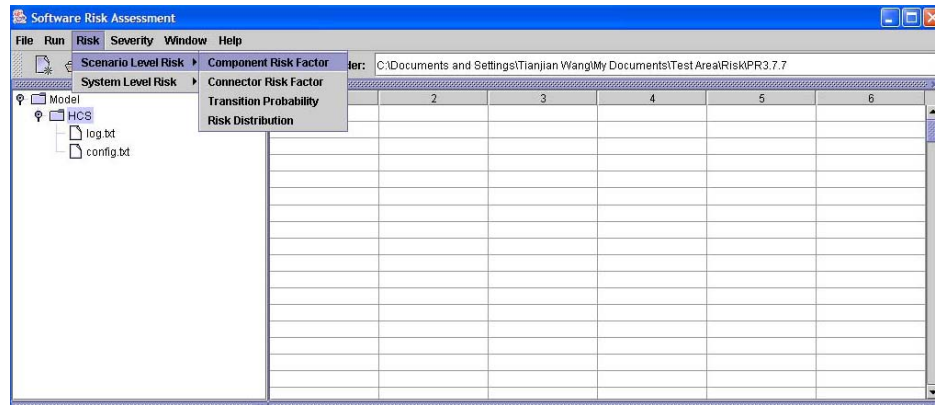 Software Risk Assessment
File Run Risk Severity Window Help
Scenario Level Risk
System Level Risk
Component Risk Factor
Connector Risk Factor
Transition Probability
Risk Distribution
C:\Documents and Settings\Tianjian Wang\My Documents\Test Area\Risk\PR3.7.7
2 3 4 5 6
Model
HCS
log.txt
config.txt